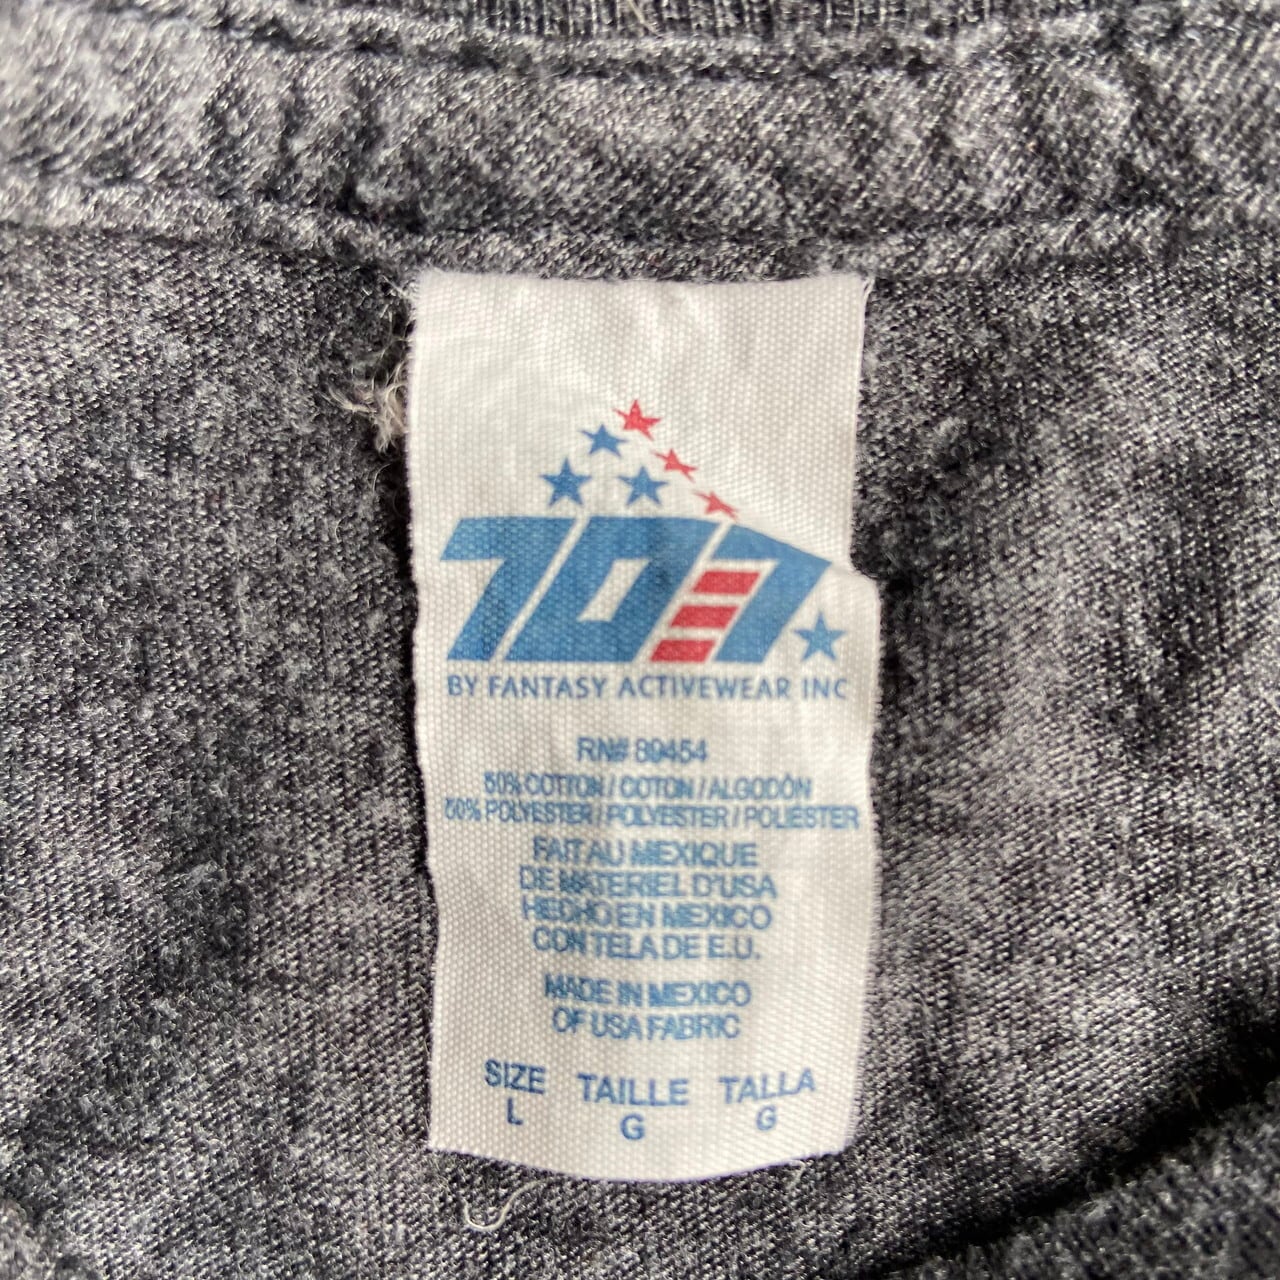 707
BY FANTASY ACTIVEWEAR INC
RN# 89454
50% COTTON / COTON / ALGODÓN
50% POLYESTER / POLYESTER / POLIESTER
FAIT AU MEXIQUE
DE MATERIEL D'USA
HECHO EN MEXICO
CON TELA DE E.U.
MADE IN MEXICO
OF USA FABRIC
SIZE TAILLE TALLA
L G G